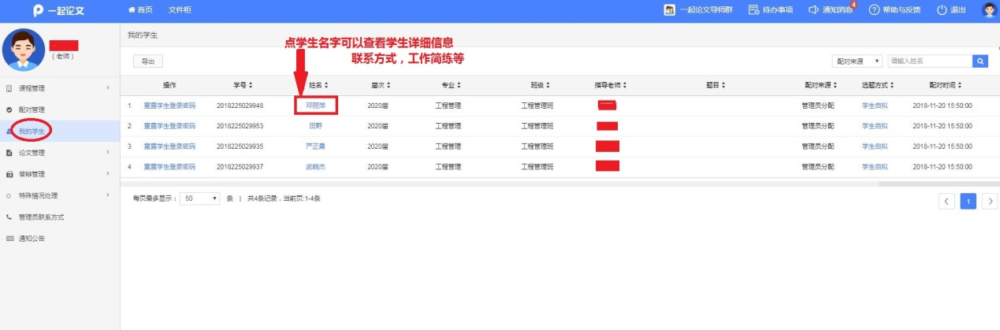 一起论文 首页 文件柜 一起论文导师群 待办事项 通知消息 4 帮助与反馈 退出
(老师)
课程管理
配对管理
我的学生
论文管理
答辩管理
特殊情况处理
管理员联系方式
通知公告
我的学生
点学生名字可以查看学生详细信息
联系方式,工作简练等
导出 配对来源 请输入姓名
操作 学号 姓名 届次 专业 班级 指导老师 题目 配对来源 选题方式 配对时间
1 重置学生登录密码 2018225029948 邓丽萍 2020届 工程管理 工程管理班 管理员分配 学生自拟 2018-11-20 15:50:00
2 重置学生登录密码 2018225029953 田野 2020届 工程管理 工程管理班 管理员分配 学生自拟 2018-11-20 15:50:00
3 重置学生登录密码 2018225029935 严正勇 2020届 工程管理 工程管理班 管理员分配 学生自拟 2018-11-20 15:50:00
4 重置学生登录密码 2018225029937 武晓杰 2020届 工程管理 工程管理班 管理员分配 学生自拟 2018-11-20 15:50:00
每页最多显示: 50 条 | 共4条记录,当前页:1-4条
1